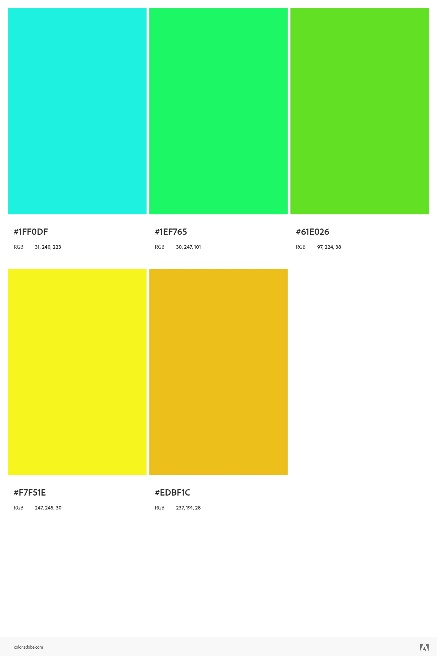 #1FF0DF
RGB 31, 240, 223
#1EF765
RGB 30, 247, 101
#61E026
RGB 97, 224, 38
#F7F51E
RGB 247, 245, 30
#EDBF1C
RGB 237, 191, 28
color.adobe.com